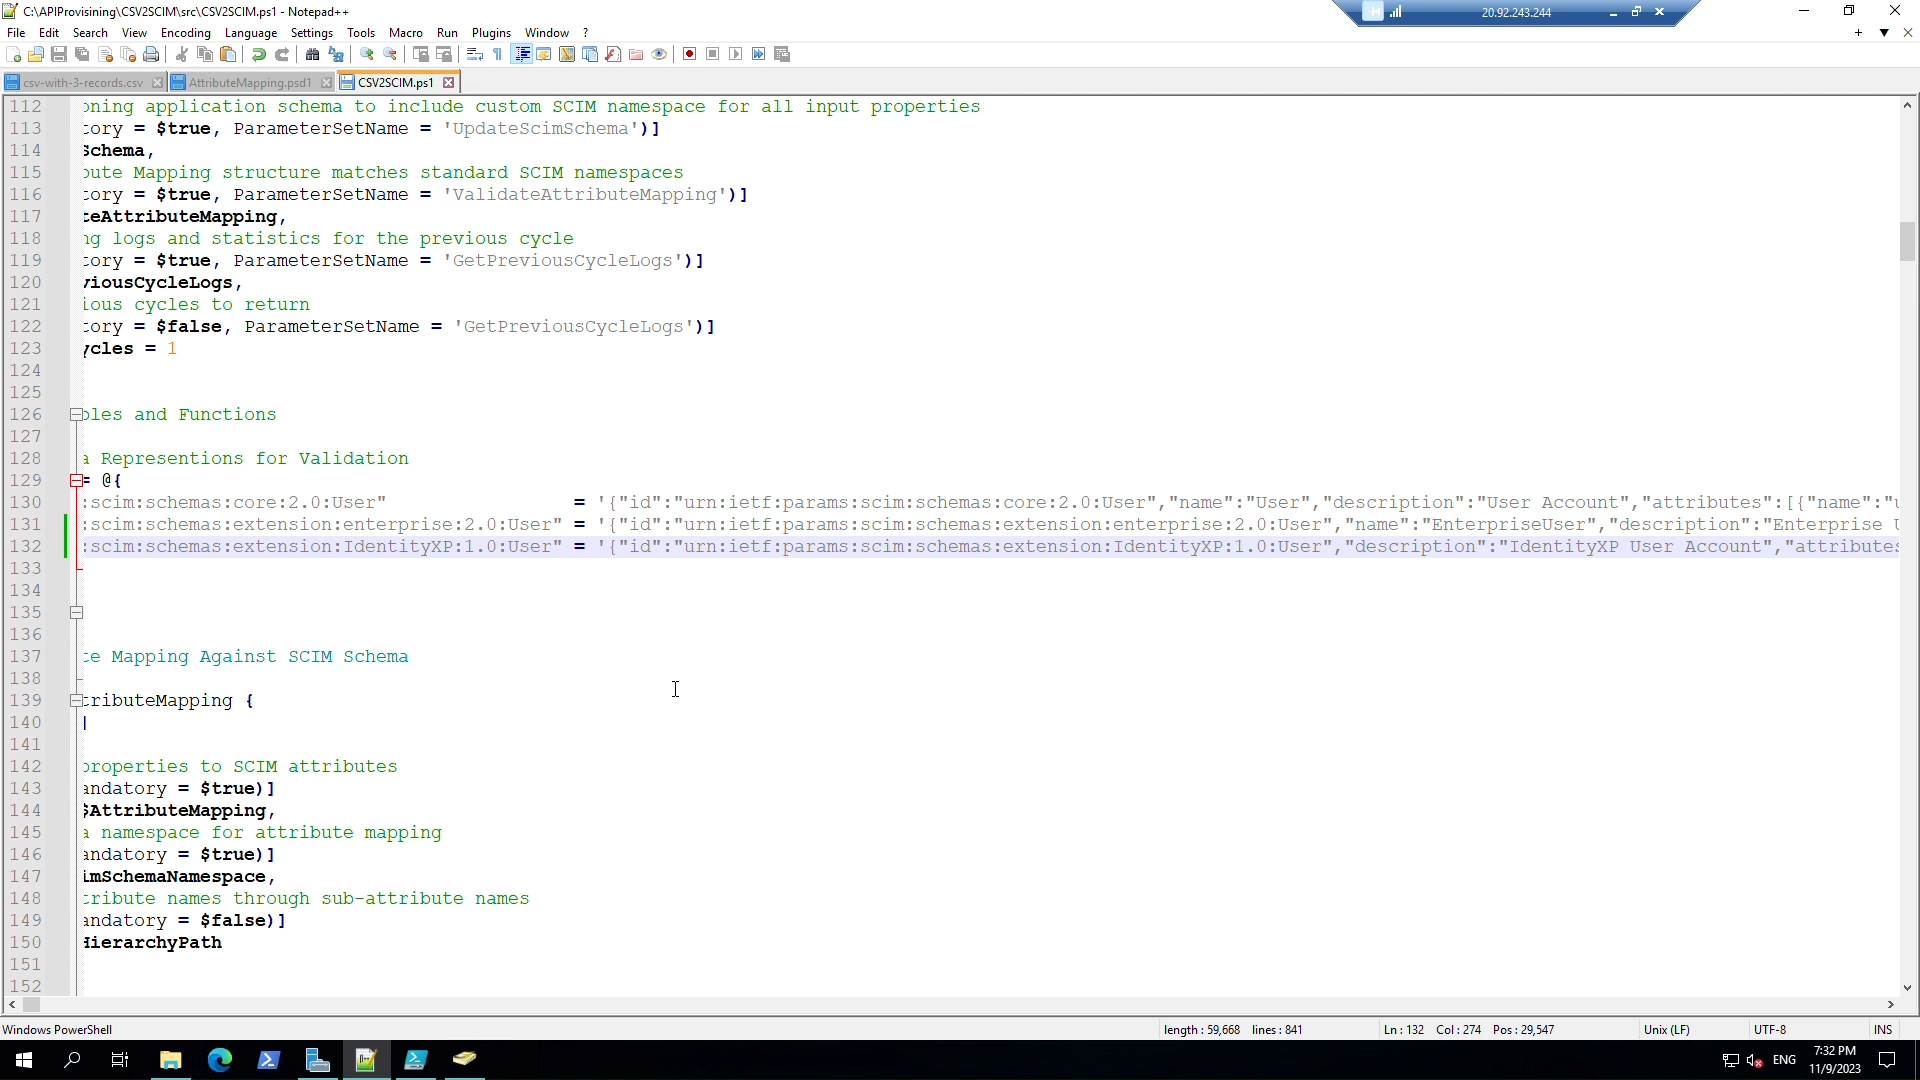 C:\APIProvisining\CSV2SCIM\src\CSV2SCIM.ps1 - Notepad++
20.92.243.244
File Edit Search View Encoding Language Settings Tools Macro Run Plugins Window ?
csv-with-3-records.csv AttributeMapping.psd1 CSV2SCIM.ps1
112 oning application schema to include custom SCIM namespace for all input properties
113 tory = $true, ParameterSetName = 'UpdateScimSchema')]
114 Schema,
115 bute Mapping structure matches standard SCIM namespaces
116 tory = $true, ParameterSetName = 'ValidateAttributeMapping')]
117 teAttributeMapping,
118 ng logs and statistics for the previous cycle
119 tory = $true, ParameterSetName = 'GetPreviousCycleLogs')]
120 viousCycleLogs,
121 ious cycles to return
122 tory = $false, ParameterSetName = 'GetPreviousCycleLogs')]
123 ycles = 1
124
125
126 bles and Functions
127
128 a Representions for Validation
129 = @{
130 :scim:schemas:core:2.0:User" = '{"id":"urn:ietf:params:scim:schemas:core:2.0:User","name":"User","description":"User Account","attributes":[{"name":"u
131 :scim:schemas:extension:enterprise:2.0:User" = '{"id":"urn:ietf:params:scim:schemas:extension:enterprise:2.0:User","name":"EnterpriseUser","description":"Enterprise U
132 :scim:schemas:extension:IdentityXP:1.0:User" = '{"id":"urn:ietf:params:scim:schemas:extension:IdentityXP:1.0:User","description":"IdentityXP User Account","attributes
133
134
135
136
137 te Mapping Against SCIM Schema
138
139 tributeMapping {
140 ]
141
142 properties to SCIM attributes
143 andatory = $true)]
144 $AttributeMapping,
145 a namespace for attribute mapping
146 andatory = $true)]
147 imSchemaNamespace,
148 tribute names through sub-attribute names
149 andatory = $false)]
150 HierarchyPath
151
152
Windows PowerShell length : 59,668 lines : 841 Ln : 132 Col : 274 Pos : 29,547 Unix (LF) UTF-8 INS
ENG 7:32 PM
11/9/2023